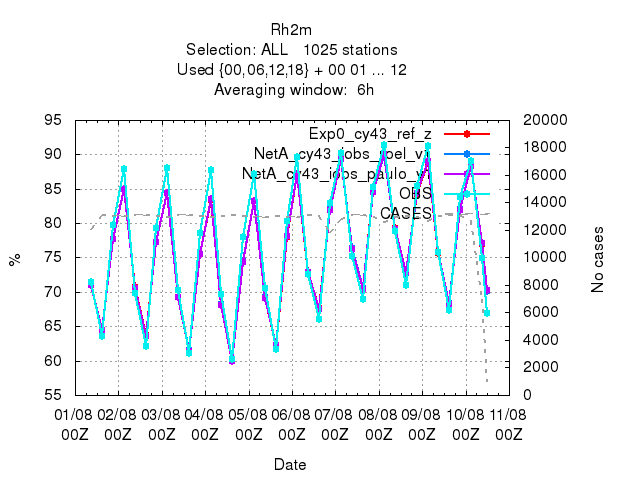 Rh2m
Selection: ALL 1025 stations
Used {00,06,12,18} + 00 01 ... 12
Averaging window: 6h
95 20000
90 18000
85 16000
80 14000
75 12000
70 10000
65 8000
60 6000
55 4000
2000
0
Exp0_cy43_ref_z
NetA_cy43_iobs_
NetA_cy43_iobs_paulo_v1
OBS
CASES
%
No cases
01/08 02/08 03/08 04/08 05/08 06/08 07/08 08/08 09/08 10/08 11/08
00Z 00Z 00Z 00Z 00Z 00Z 00Z 00Z 00Z 00Z 00Z
Date